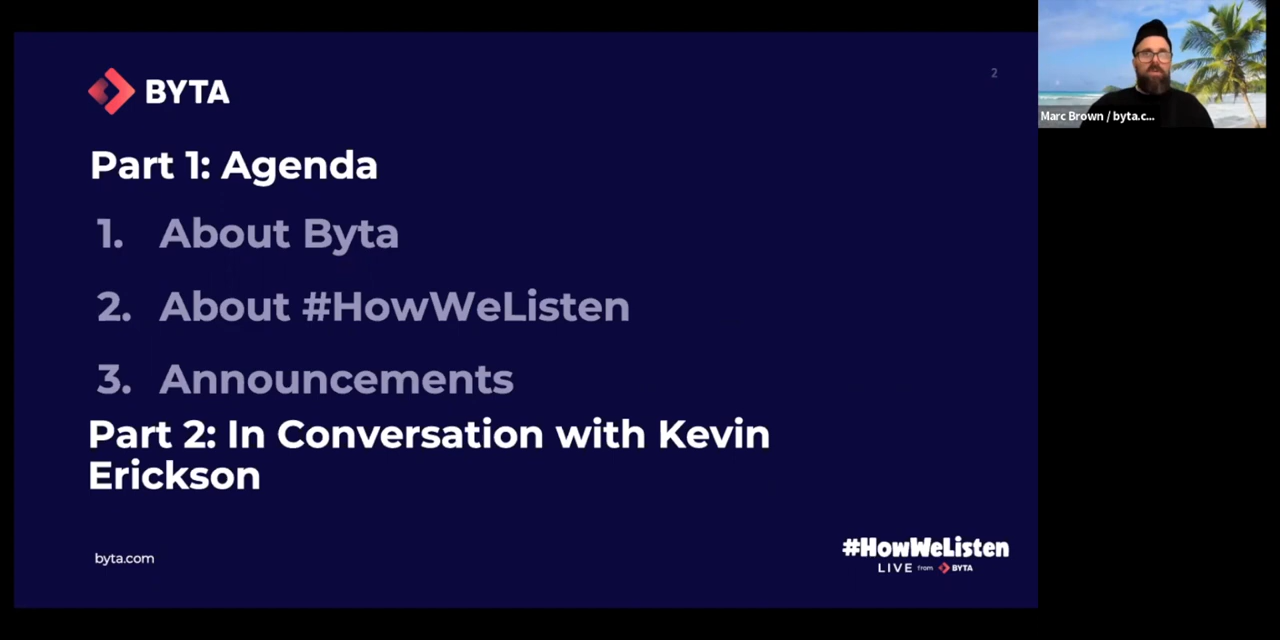 BYTA
2
Part 1: Agenda
1. About Byta
2. About #HowWeListen
3. Announcements
Part 2: In Conversation with Kevin
Erickson
byta.com
#HowWeListen
LIVE from BYTA
Marc Brown / byta.c...